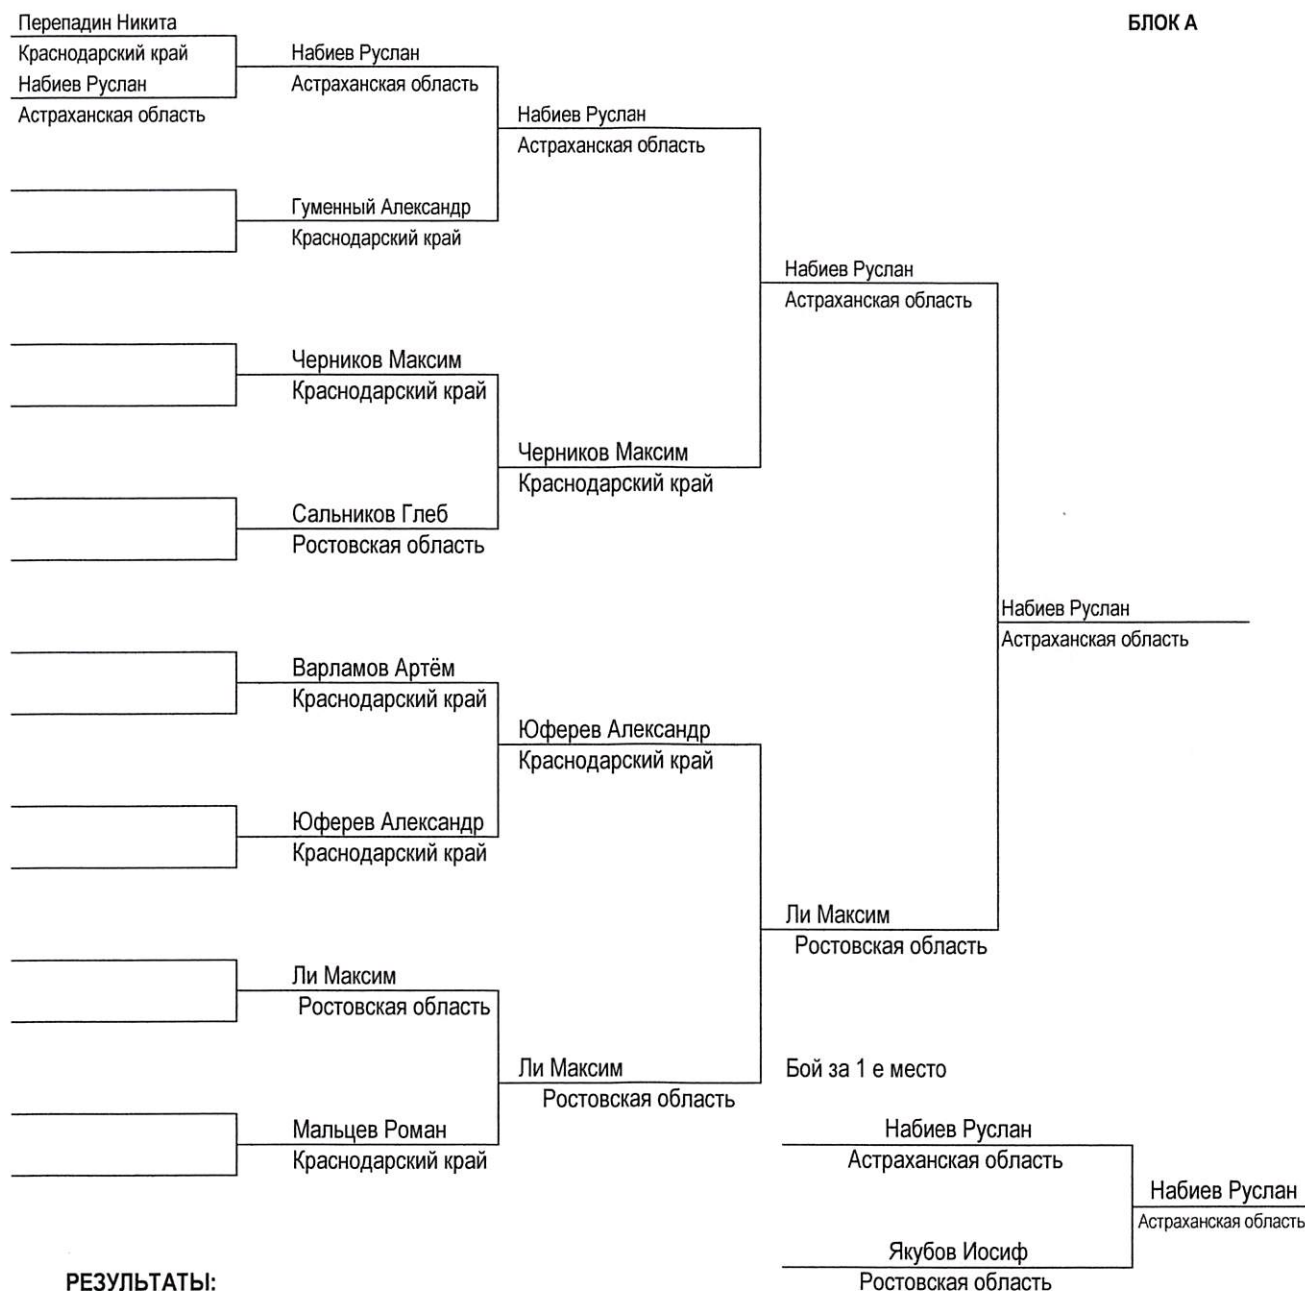 Перепадин Никита
Краснодарский край
Набиев Руслан
Астраханская область
БЛОК А
Набиев Руслан
Астраханская область
Набиев Руслан
Астраханская область
Гуменный Александр
Краснодарский край
Набиев Руслан
Астраханская область
Черников Максим
Краснодарский край
Черников Максим
Краснодарский край
Сальников Глеб
Ростовская область
Набиев Руслан
Астраханская область
Варламов Артём
Краснодарский край
Юферев Александр
Краснодарский край
Юферев Александр
Краснодарский край
Ли Максим
Ростовская область
Ли Максим
Ростовская область
Ли Максим
Ростовская область
Мальцев Роман
Краснодарский край
Бой за 1 е место
Набиев Руслан
Астраханская область
Набиев Руслан
Астраханская область
Якубов Иосиф
Ростовская область
РЕЗУЛЬТАТЫ: